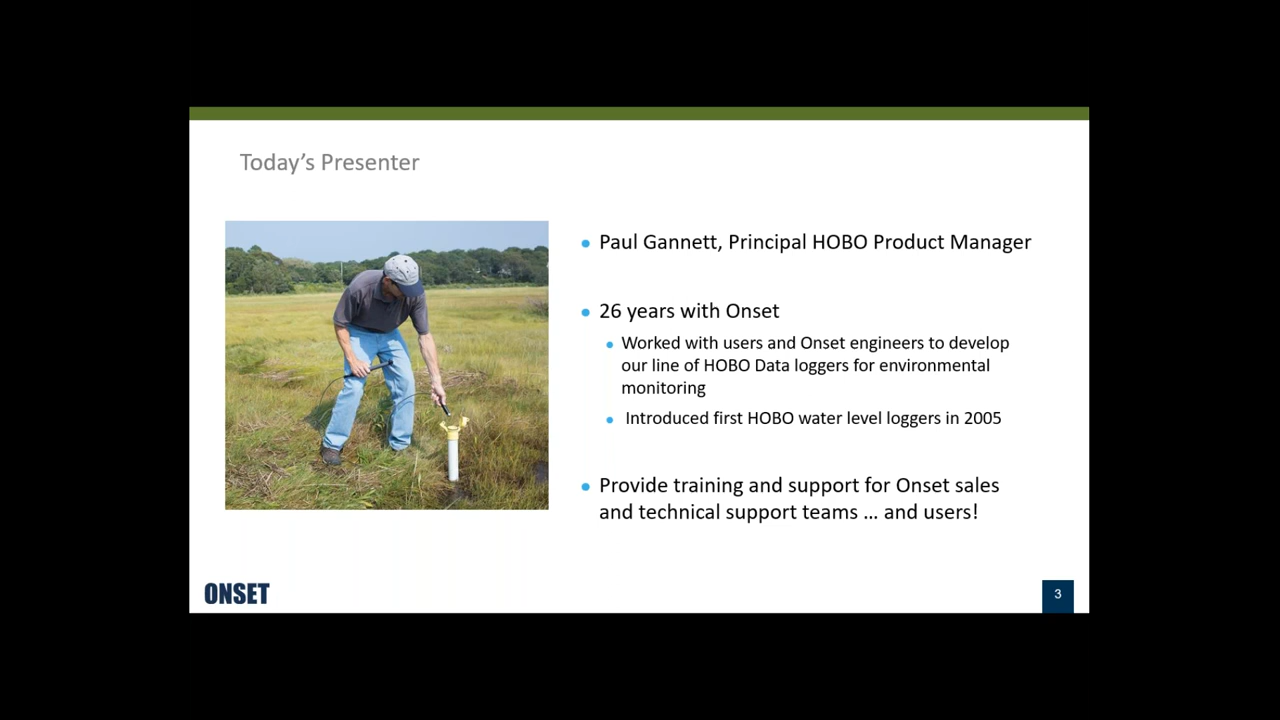 Today’s Presenter
Paul Gannett, Principal HOBO Product Manager
26 years with Onset
Worked with users and Onset engineers to develop
our line of HOBO Data loggers for environmental
monitoring
Introduced first HOBO water level loggers in 2005
Provide training and support for Onset sales
and technical support teams … and users!
ONSET
3